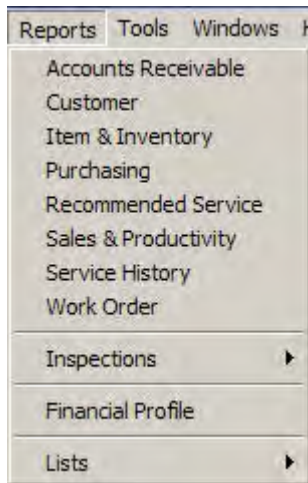 Reports Tools Windows
Accounts Receivable
Customer
Item & Inventory
Purchasing
Recommended Service
Sales & Productivity
Service History
Work Order
Inspections
Financial Profile
Lists